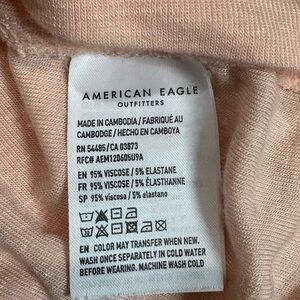 AMERICAN EAGLE
OUTFITTERS
MADE IN CAMBODIA / FABRIQUÉ AU
CAMBODGE / HECHO EN CAMBOYA
RN 54485/CA 03873
RFC# AEM120605U9A
EN 95% VISCOSE / 5% ELASTANE
FR 95% VISCOSE / 5% ÉLASTHANNE
SP 95% viscosa / 5% elastano
EN COLOR MAY TRANSFER WHEN NEW.
WASH ONCE SEPARATELY IN COLD WATER
BEFORE WEARING. MACHINE WASH COLD